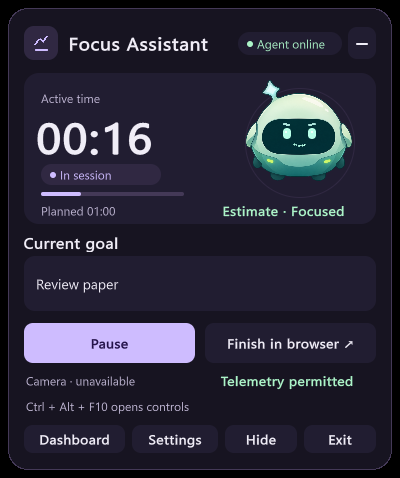 Focus Assistant
Agent online
Active time
00:16
In session
Planned 01:00
Estimate · Focused
Current goal
Review paper
Pause
Finish in browser ↗
Camera · unavailable
Telemetry permitted
Ctrl + Alt + F10 opens controls
Dashboard
Settings
Hide
Exit